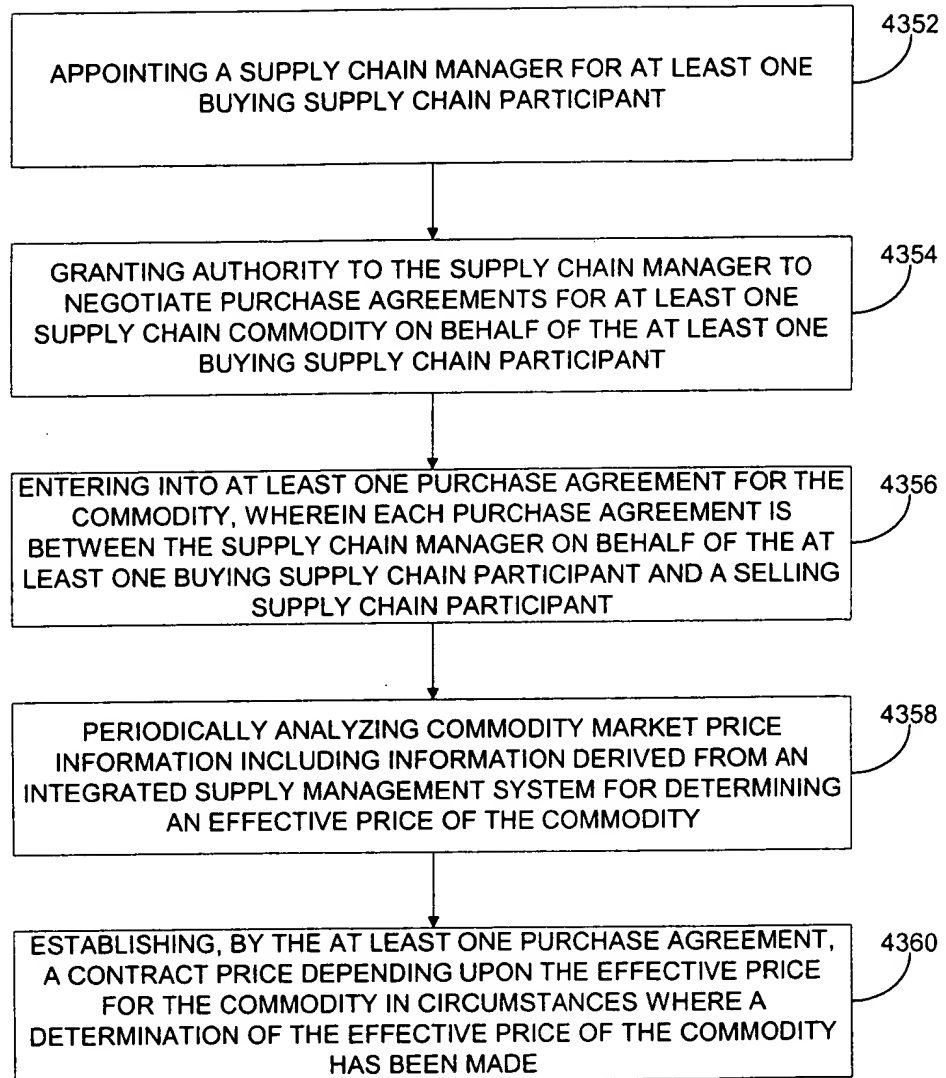 APPOINTING A SUPPLY CHAIN MANAGER FOR AT LEAST ONE
BUYING SUPPLY CHAIN PARTICIPANT
4352
GRANTING AUTHORITY TO THE SUPPLY CHAIN MANAGER TO
NEGOTIATE PURCHASE AGREEMENTS FOR AT LEAST ONE
SUPPLY CHAIN COMMODITY ON BEHALF OF THE AT LEAST ONE
BUYING SUPPLY CHAIN PARTICIPANT
4354
ENTERING INTO AT LEAST ONE PURCHASE AGREEMENT FOR THE
COMMODITY, WHEREIN EACH PURCHASE AGREEMENT IS
BETWEEN THE SUPPLY CHAIN MANAGER ON BEHALF OF THE AT
LEAST ONE BUYING SUPPLY CHAIN PARTICIPANT AND A SELLING
SUPPLY CHAIN PARTICIPANT
4356
PERIODICALLY ANALYZING COMMODITY MARKET PRICE
INFORMATION INCLUDING INFORMATION DERIVED FROM AN
INTEGRATED SUPPLY MANAGEMENT SYSTEM FOR DETERMINING
AN EFFECTIVE PRICE OF THE COMMODITY
4358
ESTABLISHING, BY THE AT LEAST ONE PURCHASE AGREEMENT,
A CONTRACT PRICE DEPENDING UPON THE EFFECTIVE PRICE
FOR THE COMMODITY IN CIRCUMSTANCES WHERE A
DETERMINATION OF THE EFFECTIVE PRICE OF THE COMMODITY
HAS BEEN MADE
4360